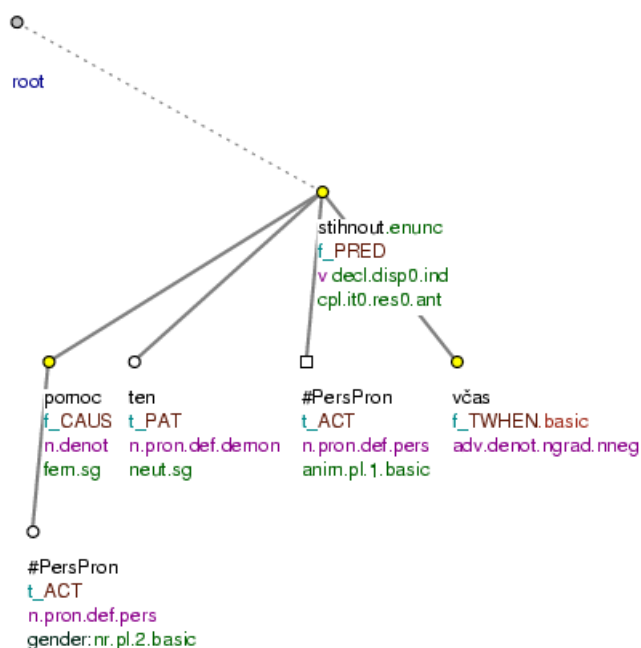 root
stihnout.enunc
f_PRED
v decl.disp0.ind
cpl.it0.res0.ant
pomoc
f_CAUS
n.denot
fem.sg
ten
t_PAT
n.pron.def.demon
neut.sg
#PersPron
t_ACT
n.pron.def.pers
anim.pl.1.basic
včas
f_TWHEN.basic
adv.denot.ngrad.nneg
#PersPron
t_ACT
n.pron.def.pers
gender:nr.pl.2.basic